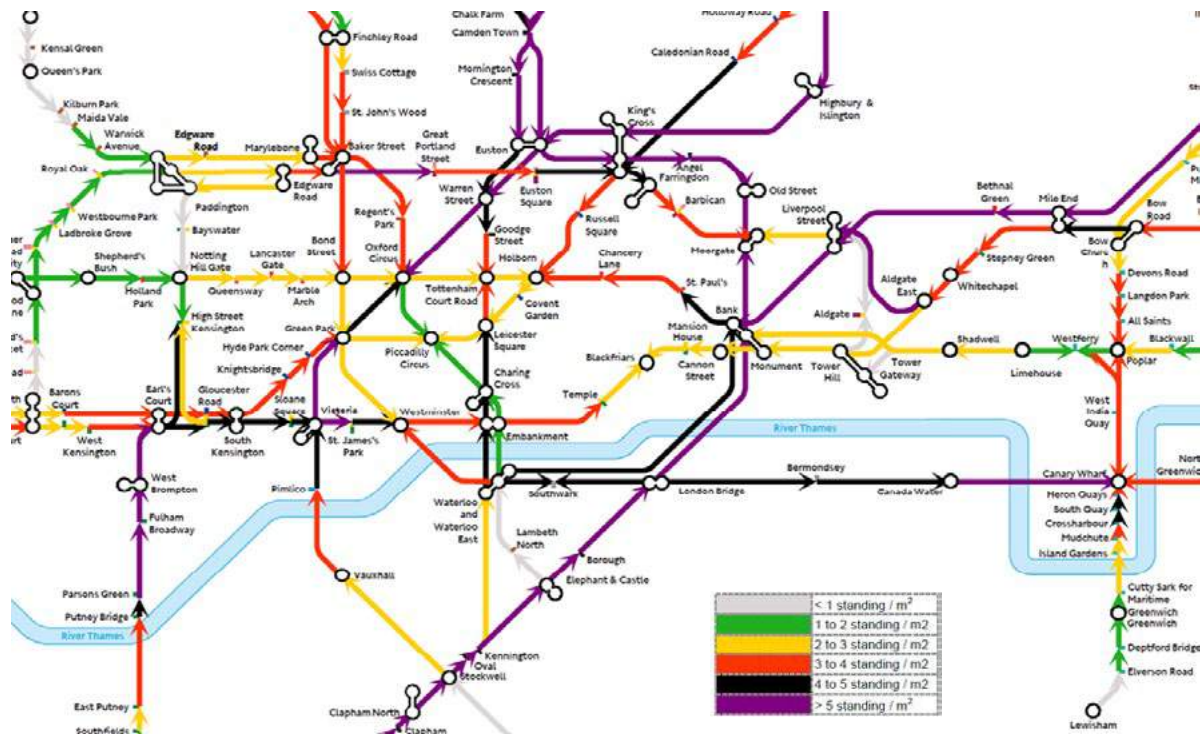 Chalk Farm
Camden Town
Holloway Road
Caledonian Road
Kensal Green
Queen's Park
Finchley Road
Swiss Cottage
Mornington
Crescent
King's
Cross
Highbury &
Islington
Kilburn Park
Maida Vale
Warwick
Avenue
Edgware
Road
Marylebone
St. John's Wood
Great
Portland
Street
Baker Street
Euston
Angel
Farringdon
Royal Oak
Edgware
Road
Warren
Street
Euston
Square
Old Street
Barbican
Liverpool
Street
Bethnal
Green
Mile End
Bow
Road
Paddington
Westbourne Park
Ladbroke Grove
Bayswater
Regent's
Park
Goodge
Street
Russell
Square
Moorgate
Bow
Churc
h
Stepney Green
Shepherd's
Bush
Notting
Hill Gate
Lancaster
Gate
Bond
Street
Oxford
Circus
Holborn
Chancery
Lane
Holland
Park
Queensway
Marble
Arch
Tottenham
Court Road
St. Paul's
Aldgate
East
Whitechapel
Devons Road
Langdon Park
All Saints
High Street
Kensington
Covent
Garden
Green Park
Leicester
Square
Mansion
House
Bank
Aldgate
Shadwell
Westferry
Blackwall
Hyde Park Corner
Piccadilly
Circus
Blackfriars
Knightsbridge
Cannon
Street
Monument
Tower
Hill
Tower
Gateway
Limehouse
Poplar
Barons
Court
Earl's
Court
Gloucester
Road
Sloane
Square
Charing
Cross
Temple
Victoria
Westminster
West
India
Quay
West
Kensington
South
Kensington
St. James's
Park
Embankment
River Thames
West
Brompton
Pimlico
Southwark
London Bridge
Bermondsey
Canada Water
Canary Wharf
North
Greenwich
Heron Quays
South Quay
Crossharbour
Mudchute
Island Gardens
Waterloo
and
Waterloo
East
Fulham
Broadway
Lambeth
North
Borough
Elephant & Castle
Vauxhall
Parsons Green
Putney Bridge
River Thames
Cutty Sark for
Maritime
Greenwich
Greenwich
Deptford Bridge
Elverson Road
Lewisham
Kennington
Oval
Stockwell
Clapham North
Clapham
East Putney
Southfields
< 1 standing / m²
1 to 2 standing / m2
2 to 3 standing / m2
3 to 4 standing / m2
4 to 5 standing / m2
> 5 standing / m²